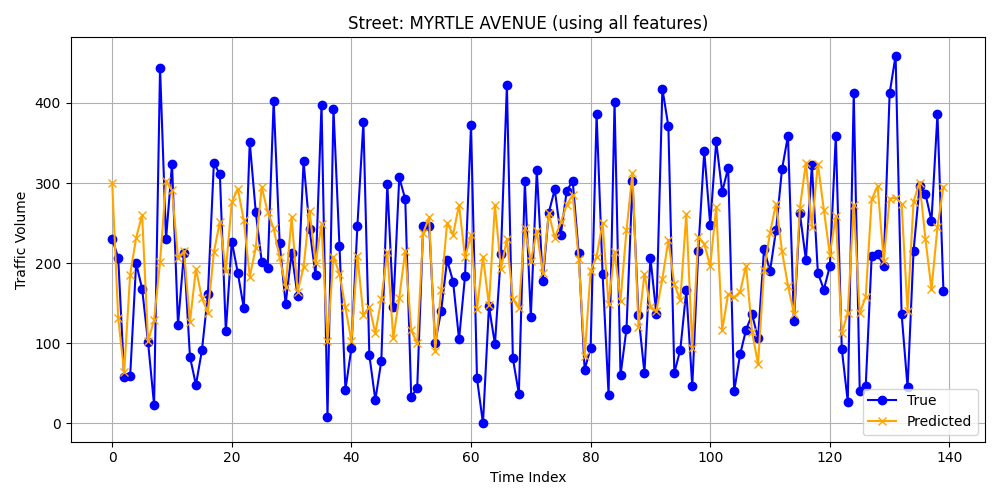 Street: MYRTLE AVENUE (using all features)
Traffic Volume
400
300
200
100
0
0 20 40 60 80 100 120 140
Time Index
True
Predicted